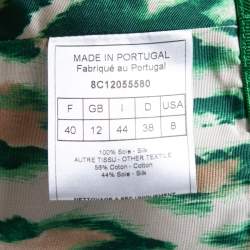 MADE IN PORTUGAL
Fabriqué au Portugal
8C12055580
F GB I D USA
40 12 44 38 8
100% Soie - Silk
AUTRE TISSU - OTHER TEXTILE
56% Coton - Cotton
44% Soie - Silk